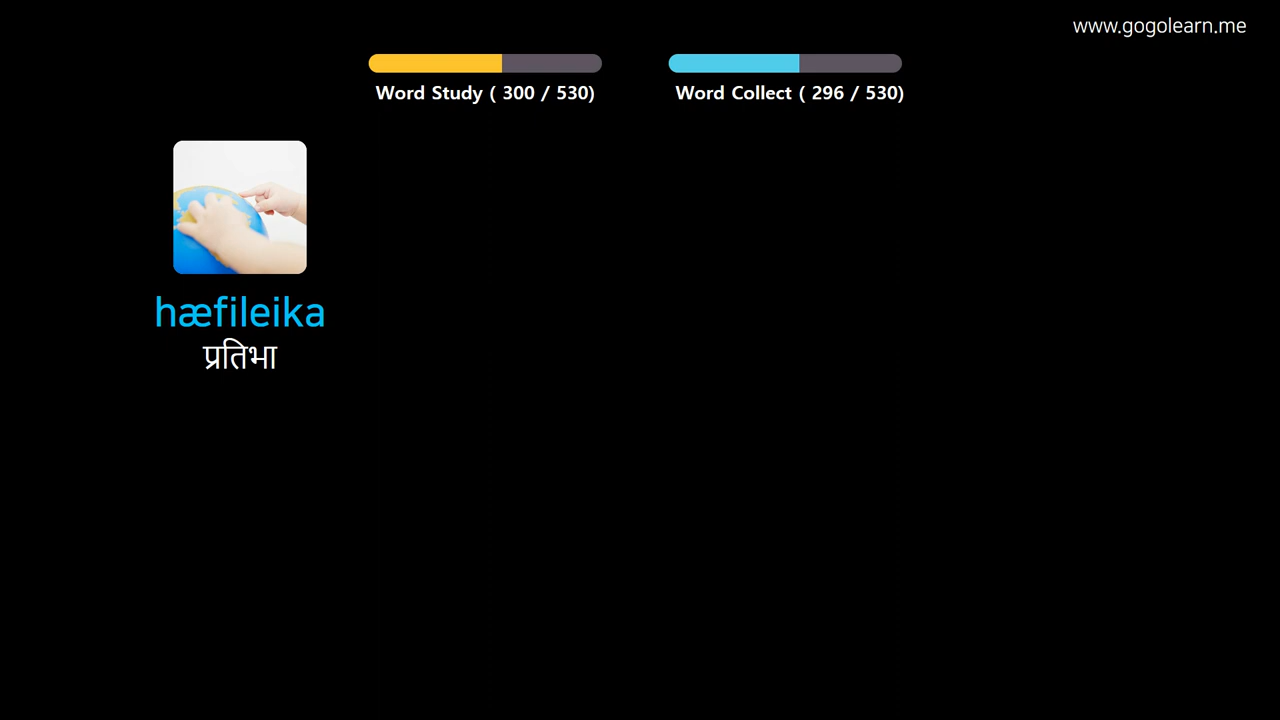 www.gogolearn.me
Word Study ( 300 / 530)
Word Collect ( 296 / 530)
hæfileika
प्रतिभा